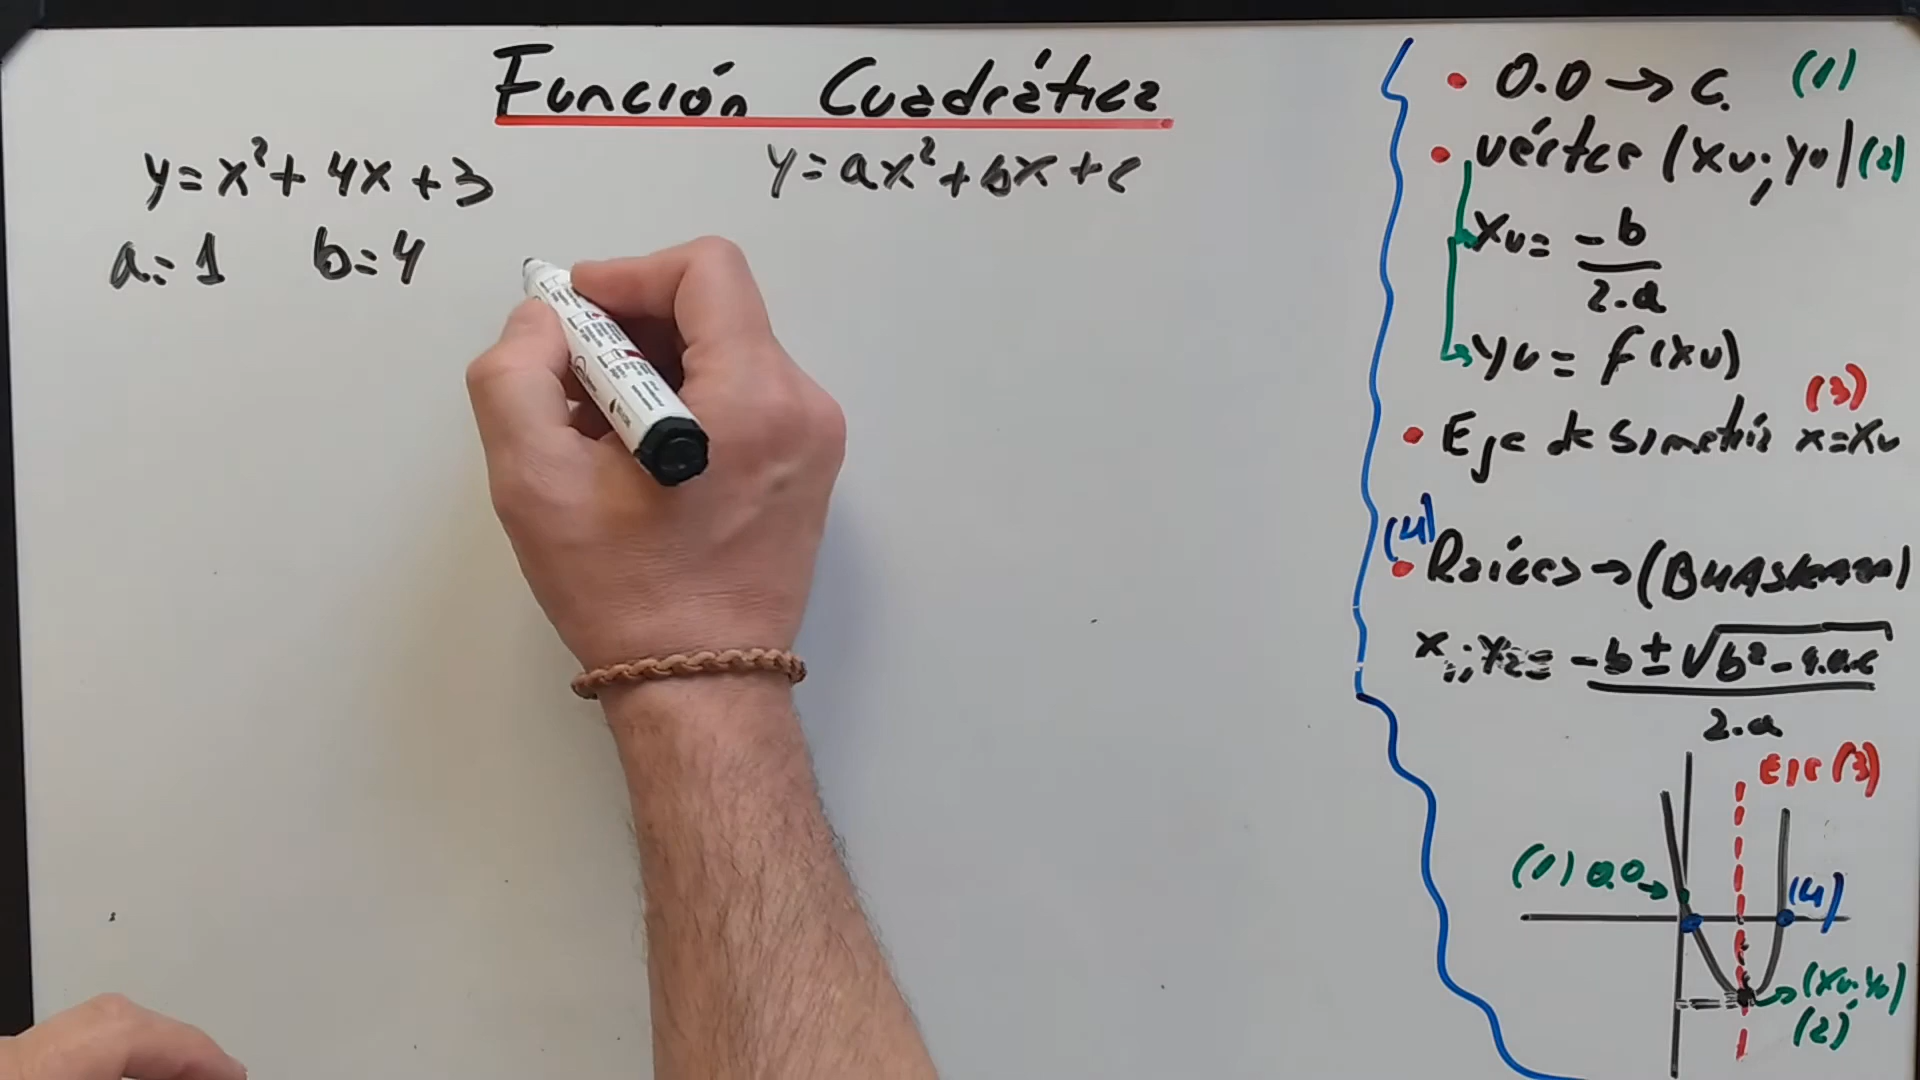 Función Cuadrática
y=x²+4x+3
y=ax²+bx+c
a=1 b=4
• O.O → C. (1)
• vértce (Xv; Yv) (2)
Xv= -b / 2.a
Yv= f(Xv)
(3)
• Eje de Simetría x=Xv
(4)
• Raíces → (BHASKARA)
x₁; x₂= -b±√b²-4.a.c / 2.a
Eje (3)
(1) O.O
(4)
(Xv; Yv)
(2)